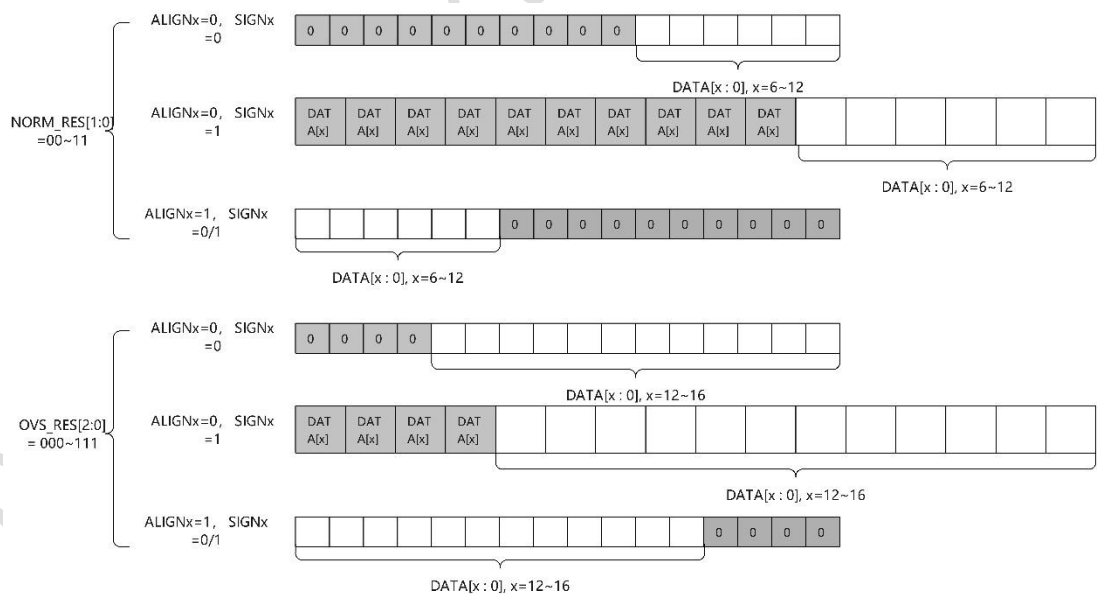 ALIGNx=0, SIGNx
=0
0 0 0 0 0 0 0 0 0 0
DATA[x : 0], x=6~12
NORM_RES[1:0]
=00~11
ALIGNx=0, SIGNx
=1
DAT DAT DAT DAT DAT DAT DAT DAT DAT DAT
A[x] A[x] A[x] A[x] A[x] A[x] A[x] A[x] A[x] A[x]
DATA[x : 0], x=6~12
ALIGNx=1, SIGNx
=0/1
0 0 0 0 0 0 0 0 0 0
DATA[x : 0], x=6~12
ALIGNx=0, SIGNx
=0
0 0 0 0
DATA[x : 0], x=12~16
OVS_RES[2:0]
= 000~111
ALIGNx=0, SIGNx
=1
DAT DAT DAT DAT
A[x] A[x] A[x] A[x]
DATA[x : 0], x=12~16
ALIGNx=1, SIGNx
=0/1
0 0 0 0
DATA[x : 0], x=12~16